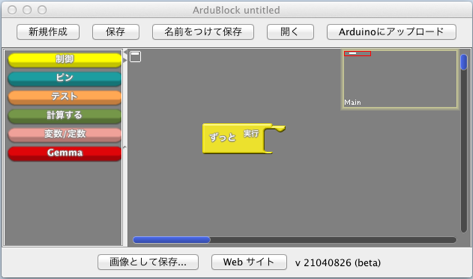 ArduBlock untitled
新規作成 保存 名前をつけて保存 開く Arduinoにアップロード
制御
ピン
テスト
計算する
変数/定数
Gemma
ずっと 実行
Main
画像として保存... Web サイト v 21040826 (beta)